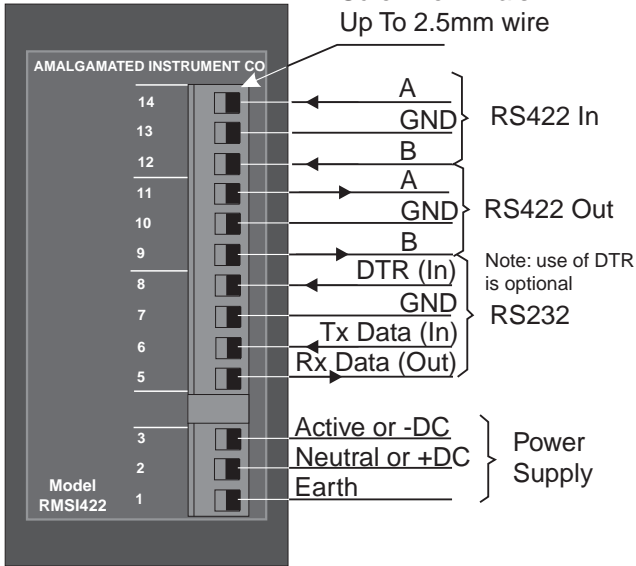 Up To 2.5mm wire
AMALGAMATED INSTRUMENT CO
14
A
13
GND
RS422 In
12
B
11
A
10
GND
RS422 Out
9
B
Note: use of DTR
is optional
8
DTR (In)
7
GND
RS232
6
Tx Data (In)
5
Rx Data (Out)
3
Active or -DC
2
Neutral or +DC
Power
Supply
1
Earth
Model
RMSI422